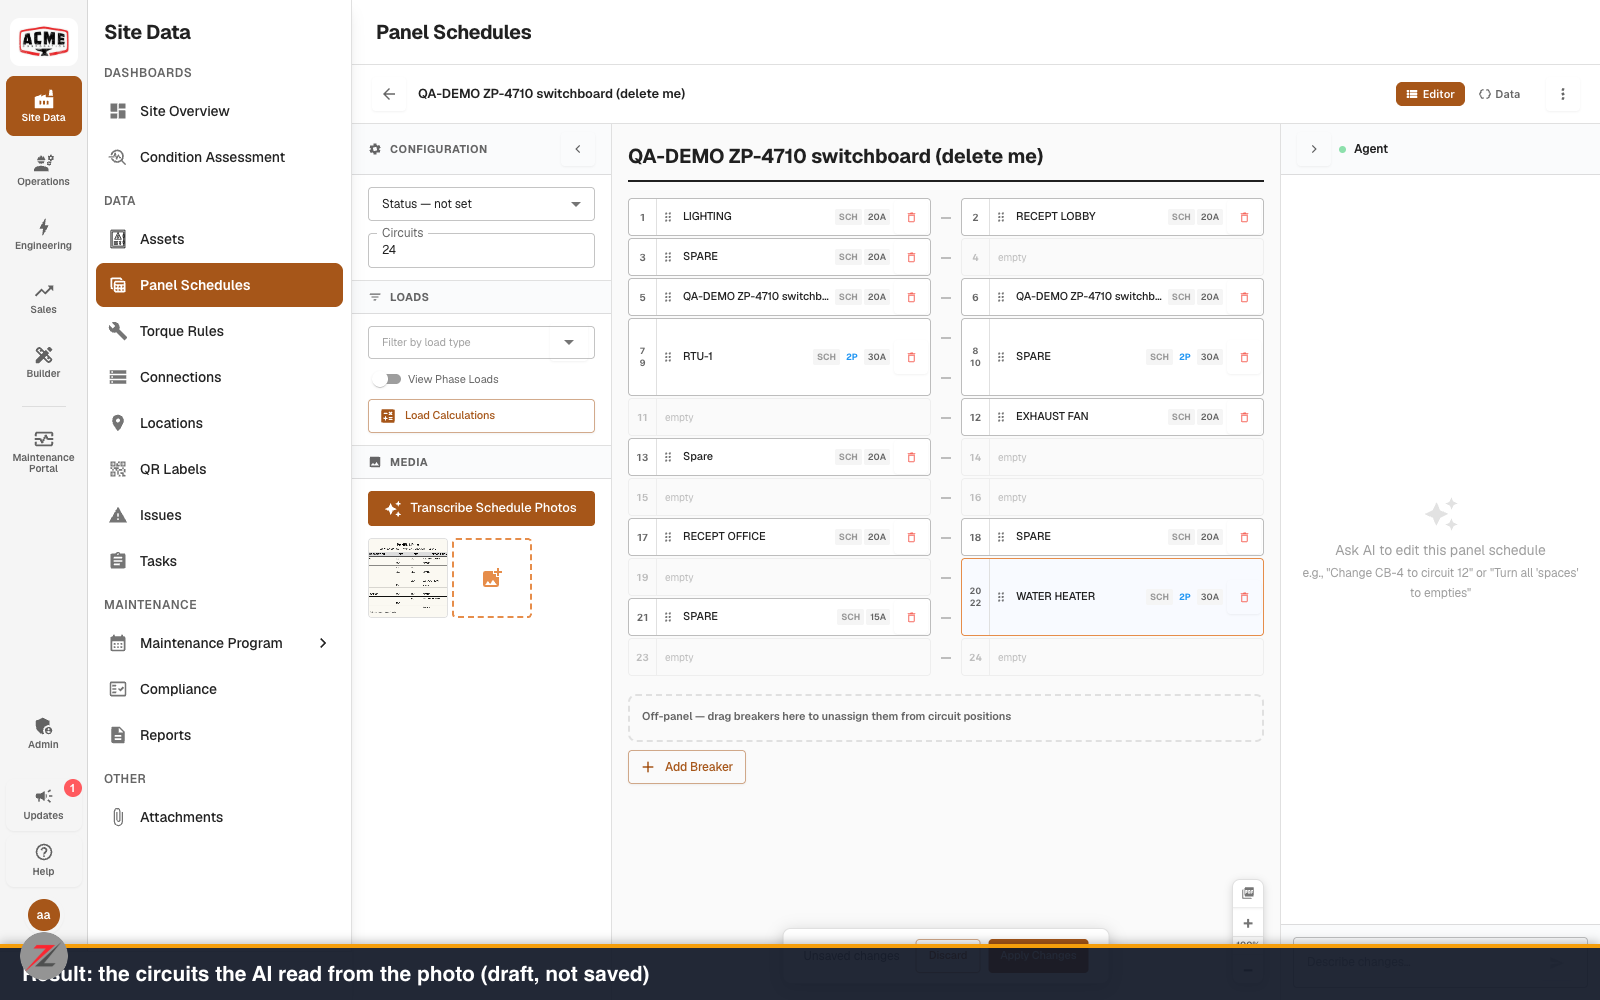 ACME
Site Data
Operations
Engineering
Sales
Builder
Maintenance
Portal
Admin
1
Updates
Help
aa
Site Data
DASHBOARDS
Site Overview
Condition Assessment
DATA
Assets
Panel Schedules
Torque Rules
Connections
Locations
QR Labels
Issues
Tasks
MAINTENANCE
Maintenance Program
Compliance
Reports
OTHER
Attachments
Panel Schedules
QA-DEMO ZP-4710 switchboard (delete me)
Editor
Data
CONFIGURATION
Status — not set
Circuits
24
LOADS
Filter by load type
View Phase Loads
Load Calculations
MEDIA
Transcribe Schedule Photos
QA-DEMO ZP-4710 switchboard (delete me)
1 LIGHTING SCH 20A — 2 RECEPT LOBBY SCH 20A
3 SPARE SCH 20A — 4 empty
5 QA-DEMO ZP-4710 switchb... SCH 20A — 6 QA-DEMO ZP-4710 switchb... SCH 20A
7 9 RTU-1 SCH 2P 30A — 8 10 SPARE SCH 2P 30A
11 empty — 12 EXHAUST FAN SCH 20A
13 Spare SCH 20A — 14 empty
15 empty — 16 empty
17 RECEPT OFFICE SCH 20A — 18 SPARE SCH 20A
19 empty — 20 22 WATER HEATER SCH 2P 30A
21 SPARE SCH 15A —
23 empty — 24 empty
Off-panel — drag breakers here to unassign them from circuit positions
Add Breaker
Agent
Ask AI to edit this panel schedule
e.g., "Change CB-4 to circuit 12" or "Turn all 'spaces'
to empties"
Unsaved changes
Discard
Apply Changes
100%
Result: the circuits the AI read from the photo (draft, not saved)